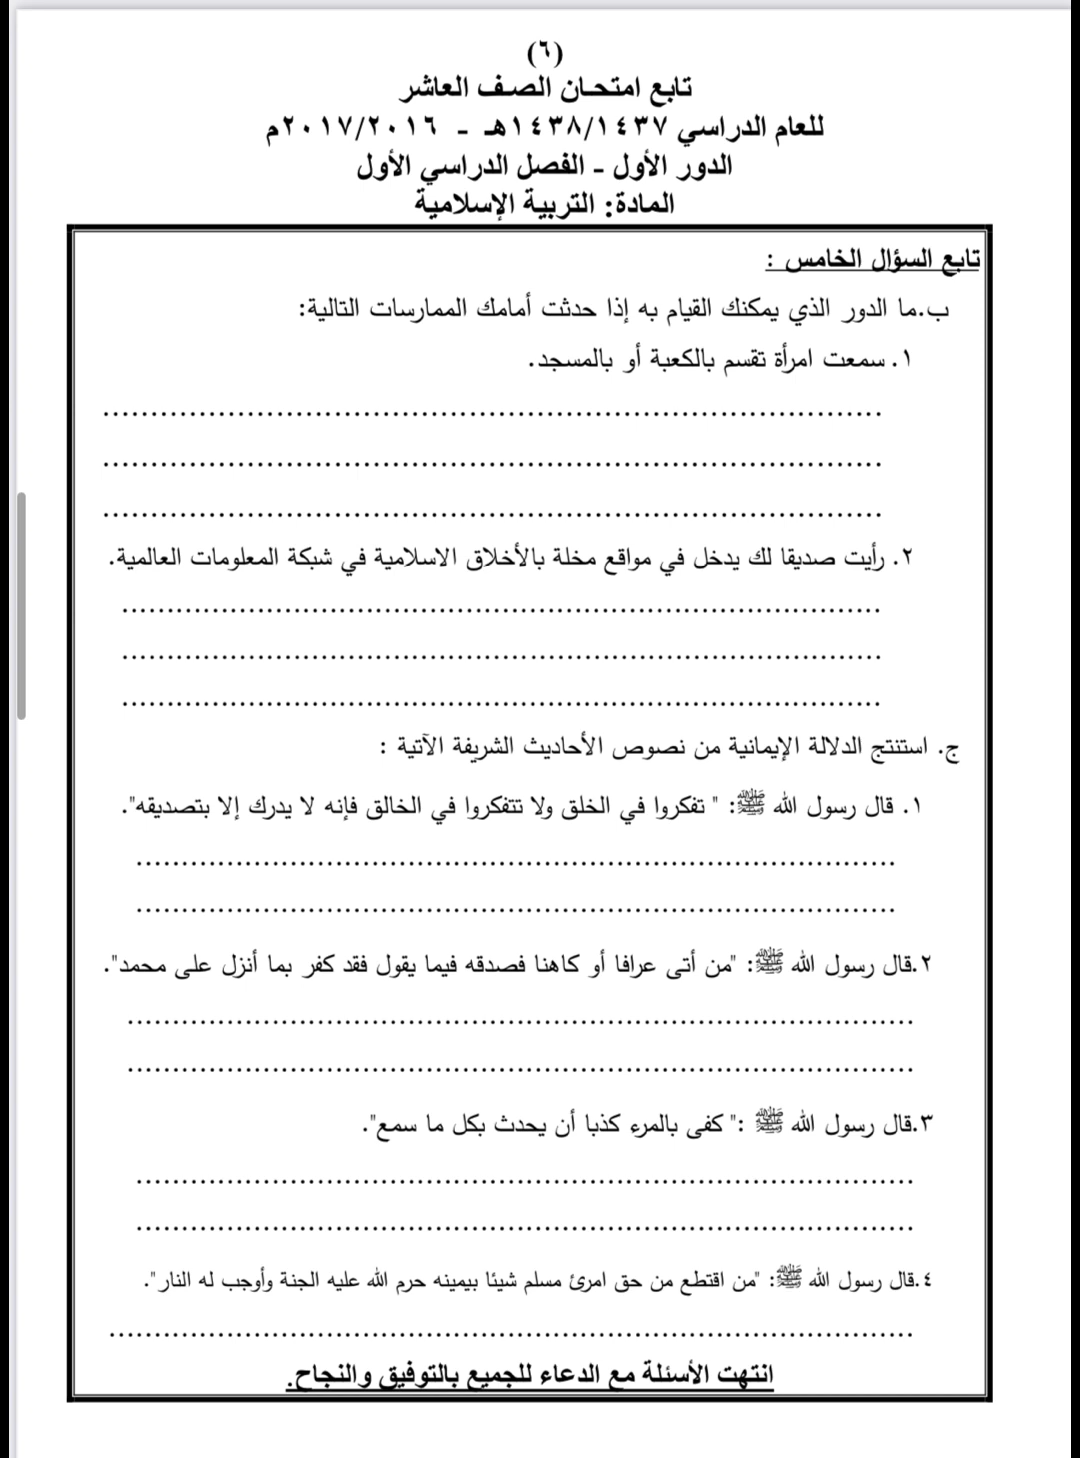 (٦)
تابع امتحان الصف العاشر
للعام الدراسي ١٤٣٧/١٤٣٨هـ - ٢٠١٦/٢٠١٧م
الدور الأول - الفصل الدراسي الأول
المادة: التربية الإسلامية
تابع السؤال الخامس :
ب.ما الدور الذي يمكنك القيام به إذا حدثت أمامك الممارسات التالية:
١. سمعت امرأة تقسم بالكعبة أو بالمسجد.
٢. رأيت صديقا لك يدخل في مواقع مخلة بالأخلاق الاسلامية في شبكة المعلومات العالمية.
ج. استنتج الدلالة الإيمانية من نصوص الأحاديث الشريفة الآتية :
١. قال رسول الله ﷺ: " تفكروا في الخلق ولا تتفكروا في الخالق فإنه لا يدرك إلا بتصديقه".
٢.قال رسول الله ﷺ: "من أتى عرافا أو كاهنا فصدقه فيما يقول فقد كفر بما أنزل على محمد".
٣.قال رسول الله ﷺ :" كفى بالمرء كذبا أن يحدث بكل ما سمع".
٤.قال رسول الله ﷺ: "من اقتطع من حق امرئ مسلم شيئا بيمينه حرم الله عليه الجنة وأوجب له النار".
انتهت الأسئلة مع الدعاء للجميع بالتوفيق والنجاح.